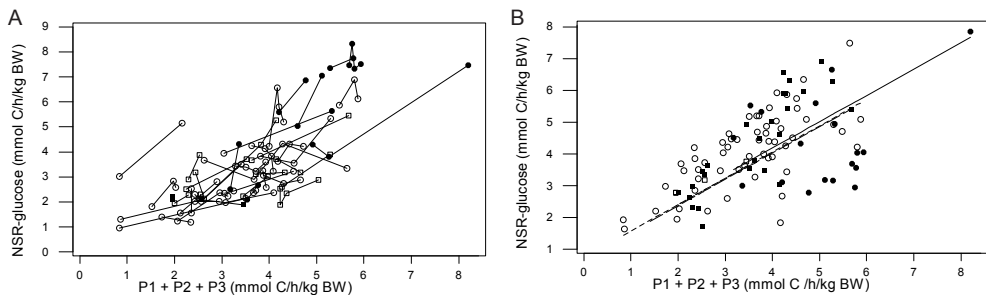 A
NSR-glucose (mmol C/h/kg BW)
9
8
7
6
5
4
3
2
1
0
0 1 2 3 4 5 6 7 8
P1 + P2 + P3 (mmol C/h/kg BW)
B
NSR-glucose (mmol C/h/kg BW)
8
7
6
5
4
3
2
1
0 1 2 3 4 5 6 7 8
P1 + P2 + P3 (mmol C /h/kg BW)